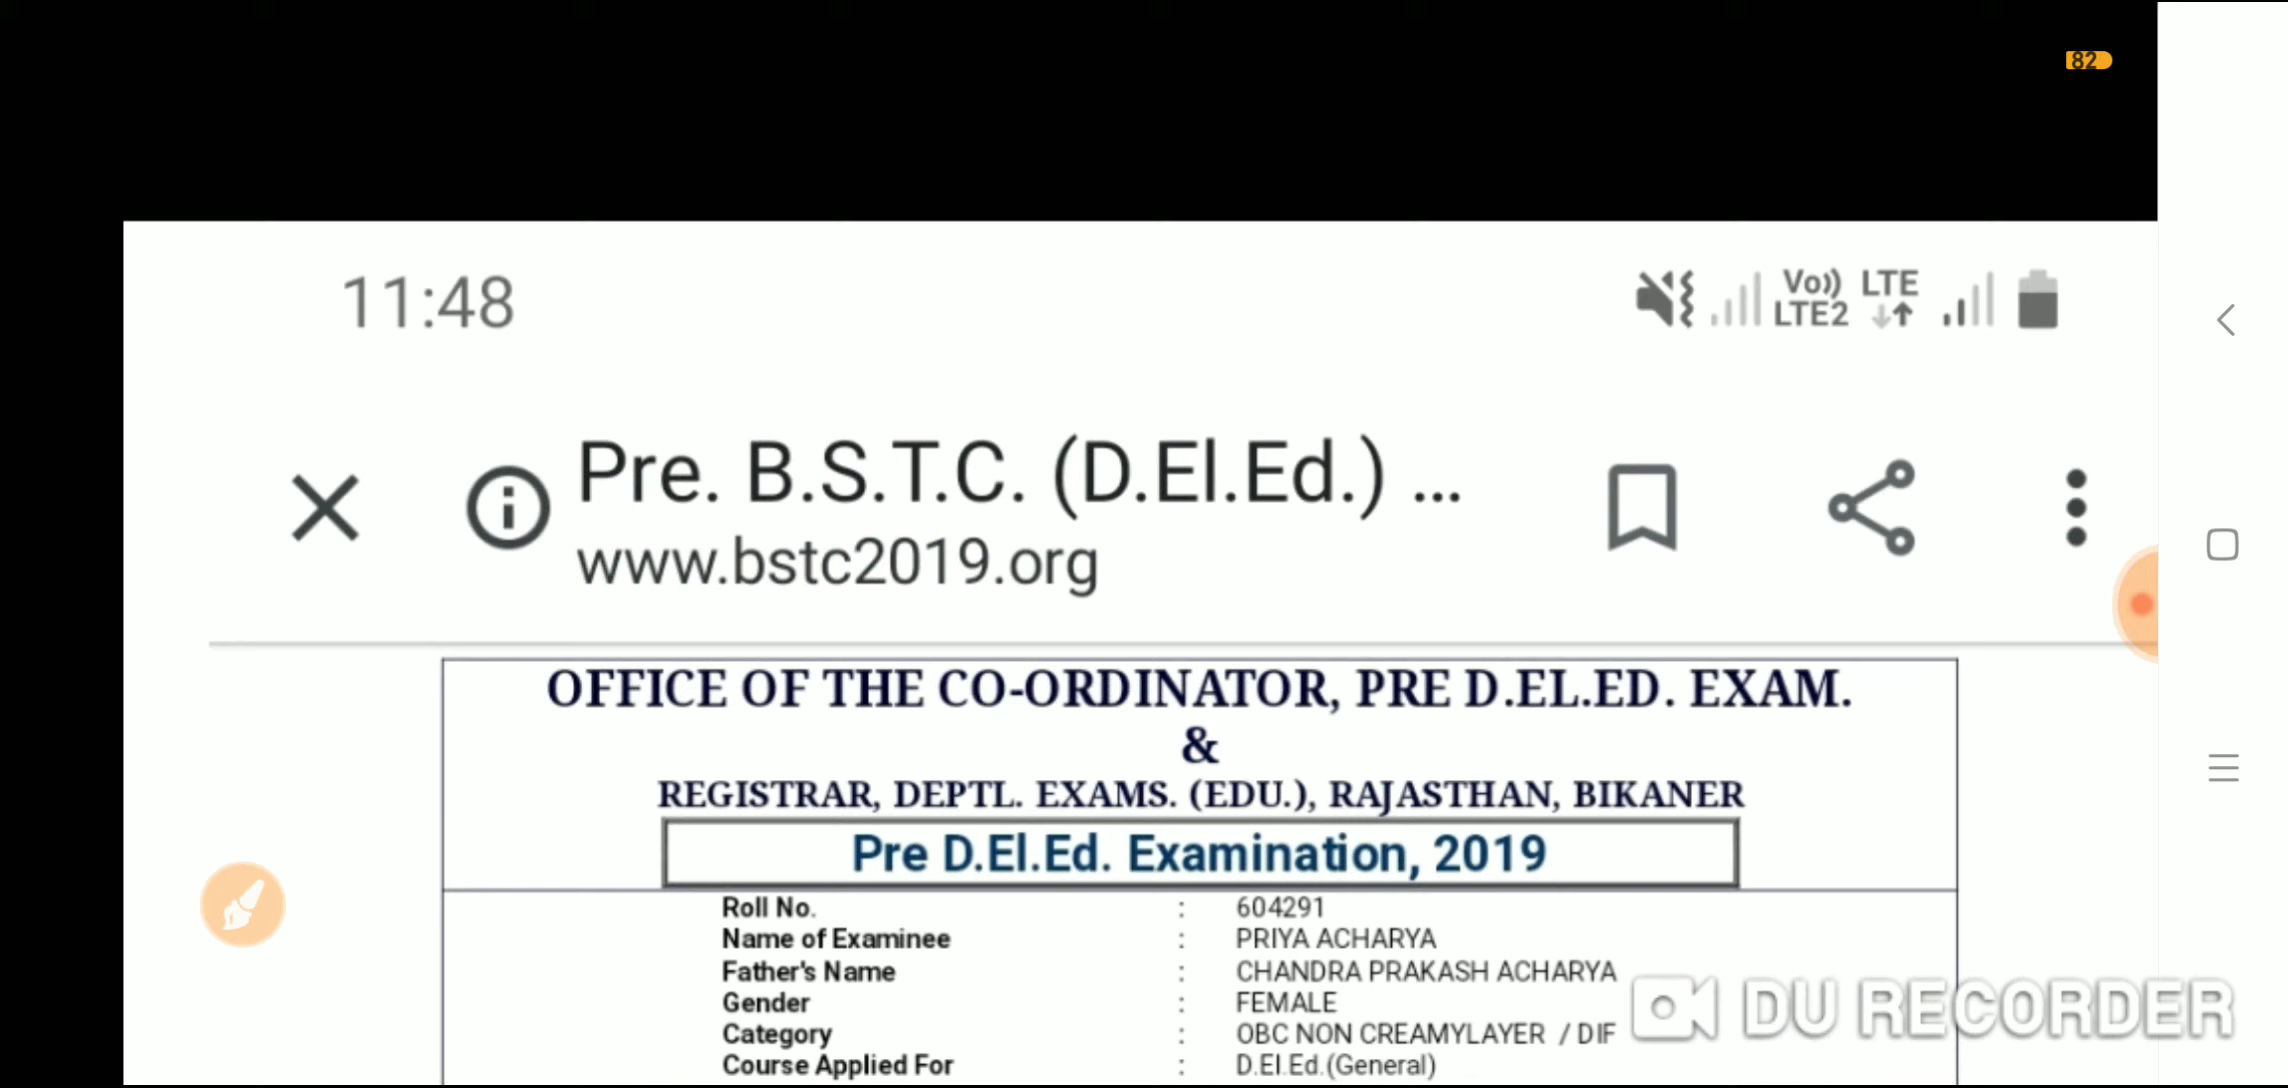 82
11:48
Vo)) LTE
LTE2
Pre. B.S.T.C. (D.El.Ed.) ...
www.bstc2019.org
OFFICE OF THE CO-ORDINATOR, PRE D.EL.ED. EXAM.
&
REGISTRAR, DEPTL. EXAMS. (EDU.), RAJASTHAN, BIKANER
Pre D.El.Ed. Examination, 2019
Roll No. : 604291
Name of Examinee : PRIYA ACHARYA
Father's Name : CHANDRA PRAKASH ACHARYA
Gender : FEMALE
Category : OBC NON CREAMYLAYER / DIF
Course Applied For : D.El.Ed.(General)
DU RECORDER